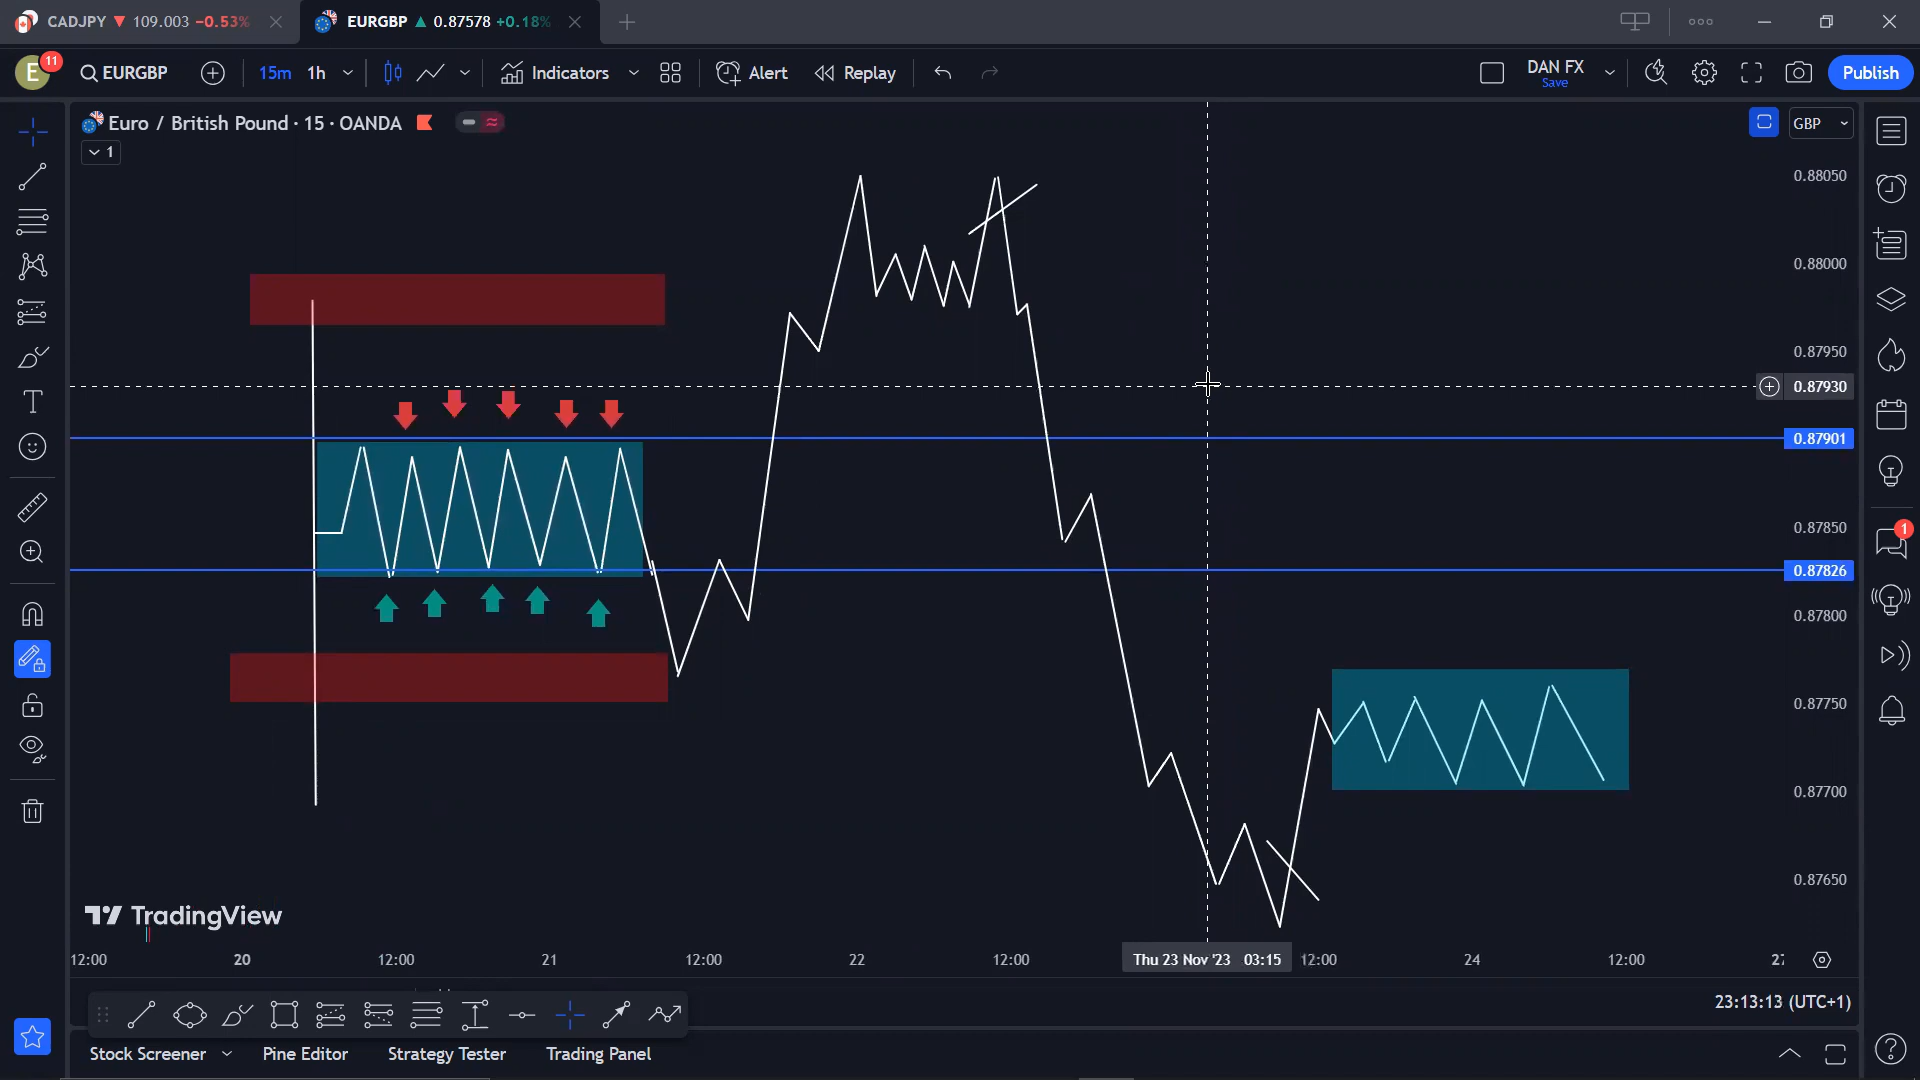 CADJPY ▼ 109.003 −0.53%
EURGBP ▲ 0.87578 +0.18%
E 11
EURGBP
15m 1h
Indicators
Alert
Replay
DAN FX
Save
Publish
Euro / British Pound · 15 · OANDA
1
GBP
0.88050
0.88000
0.87950
0.87930
0.87901
0.87850
0.87826
0.87800
0.87750
0.87700
0.87650
1
TradingView
12:00 20 12:00 21 12:00 22 12:00 Thu 23 Nov '23 03:15 12:00 24 12:00
23:13:13 (UTC+1)
Stock Screener Pine Editor Strategy Tester Trading Panel